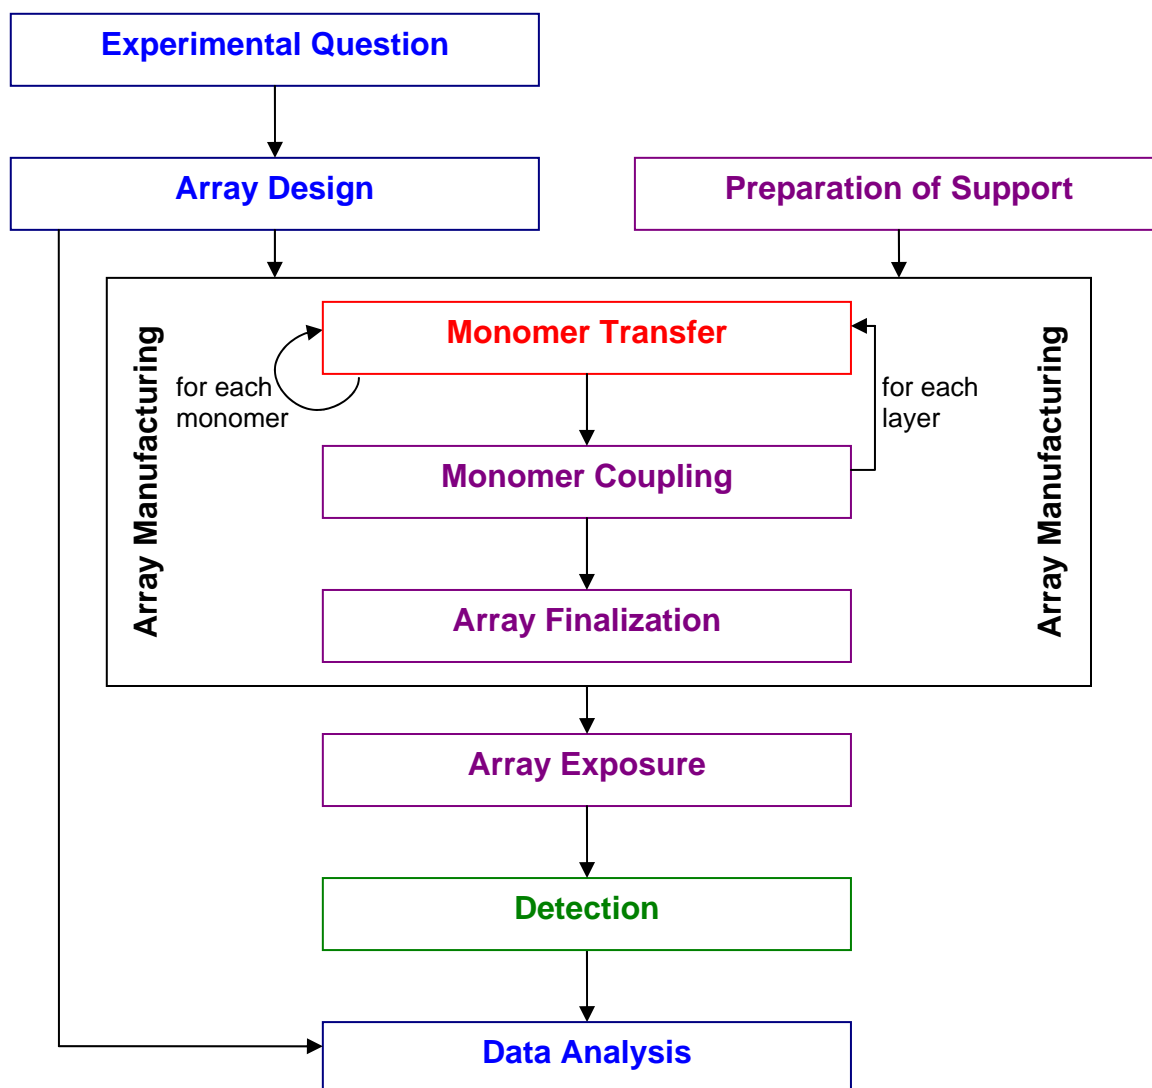 Experimental Question
Array Design
Preparation of Support
Array Manufacturing
Monomer Transfer
for each
monomer
for each
layer
Monomer Coupling
Array Finalization
Array Manufacturing
Array Exposure
Detection
Data Analysis